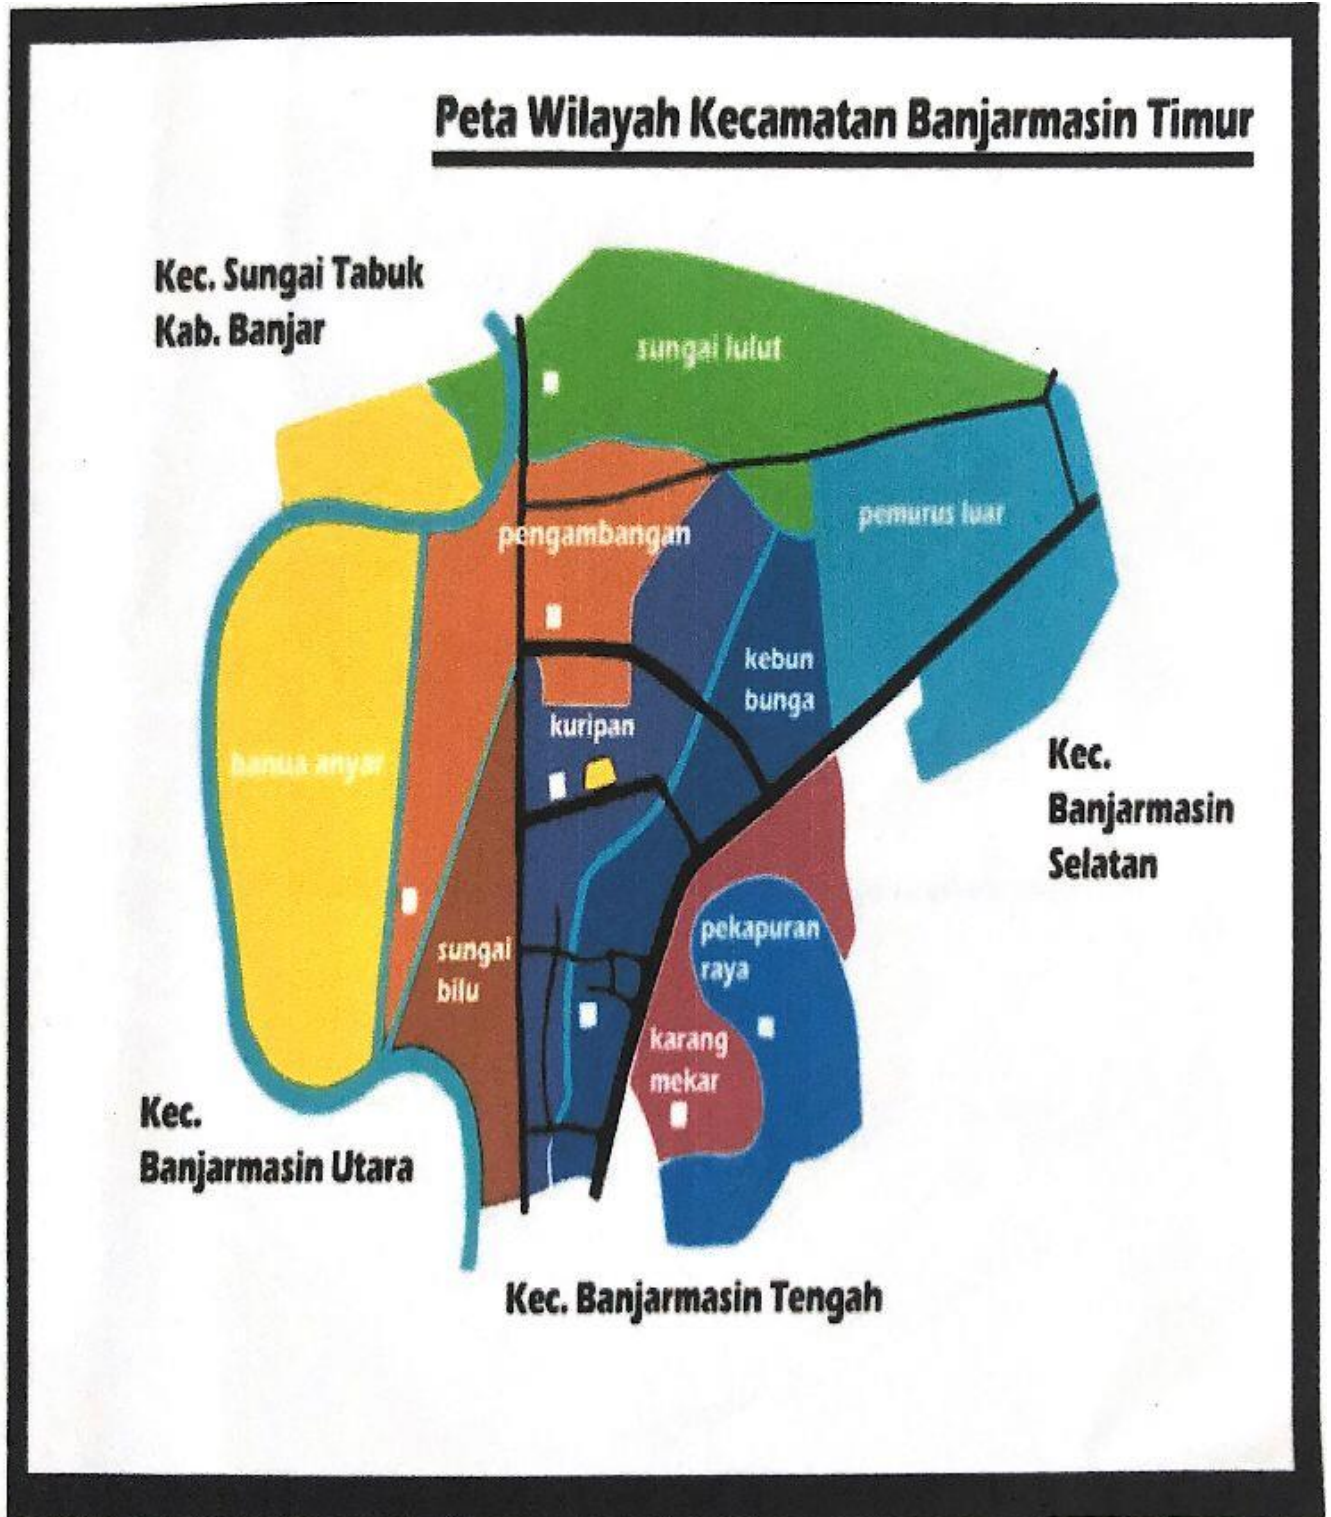 Peta Wilayah Kecamatan Banjarmasin Timur
Kec. Sungai Tabuk
Kab. Banjar
sungai lulut
pemurus luar
pengambangan
kebun
bunga
kuripan
banua anyar
Kec.
Banjarmasin
Selatan
pekapuran
raya
sungai
bilu
karang
mekar
Kec.
Banjarmasin Utara
Kec. Banjarmasin Tengah